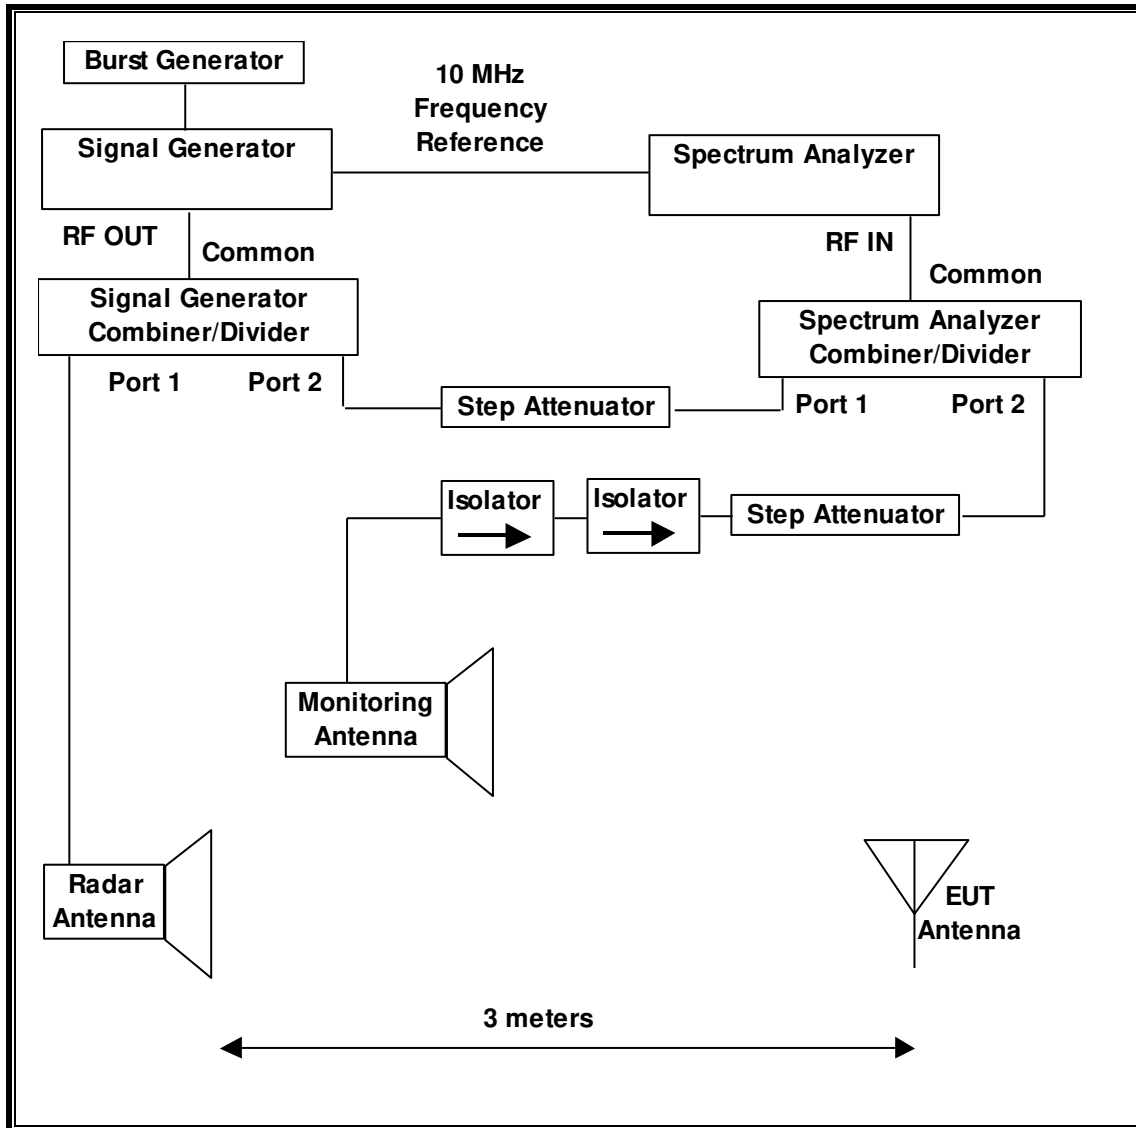 Burst Generator
10 MHz
Frequency
Reference
Signal Generator
Spectrum Analyzer
RF OUT
Common
RF IN
Common
Signal Generator
Combiner/Divider
Spectrum Analyzer
Combiner/Divider
Port 1
Port 2
Step Attenuator
Port 1
Port 2
Isolator
Isolator
Step Attenuator
Monitoring
Antenna
Radar
Antenna
EUT
Antenna
3 meters